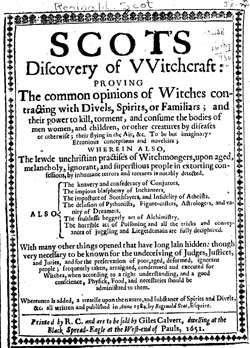 Reginald Scot
SCOT'S
Discovery of VVitchcraft:
PROVING
The common opinions of Witches con-
tracting with Divels, Spirits, or Familiars; and
their power to kill, torment, and consume the bodies of
men women, and children, or other creatures by diseases
or otherwise; their flying in the Air, &c. To be but imaginary
Erronious conceptions and novelties;
WHEREIN ALSO,
The lewde unchristian practises of Witchmongers, upon aged,
melancholy, ignorant, and superstious people in extorting con-
fessions, by inhumane terrors and tortures is notably detected.
ALSO
The knavery and confederacy of Conjurors.
The impious blasphemy of Inchanters.
The imposture of Soothsayers, and Infidelity of Atheists.
The delusion of Pythonists, Figure-casters, Astrologers, and va-
nity of Dreamers.
The fruitlesse beggerly art of Alchimistry.
The horrible art of Poisoning and all the tricks and convey-
ances of juggling and Liegerdemain are fully deciphered.
With many other things opened that have long lain hidden: though
very necessary to be known for the undeceiving of Judges, Justices,
and Juries, and for the preservation of poor, aged, deformed, ignorant
people; frequently taken, arraigned, condemned and executed for
Witches, when according to a right understanding, and a good
conscience, Physick, Food, and necessaries should be
administred to them.
Whereunto is added, a treatise upon the nature, and substance of Spirits and Divels,
&c. all written and published in Anno 1584. by Reginald Scot, Esquire.
Printed by R. C. and are to be sold by Giles Calvert, dwelling at the
Black Spread-Eagle at the West-end of Pauls, 1651.